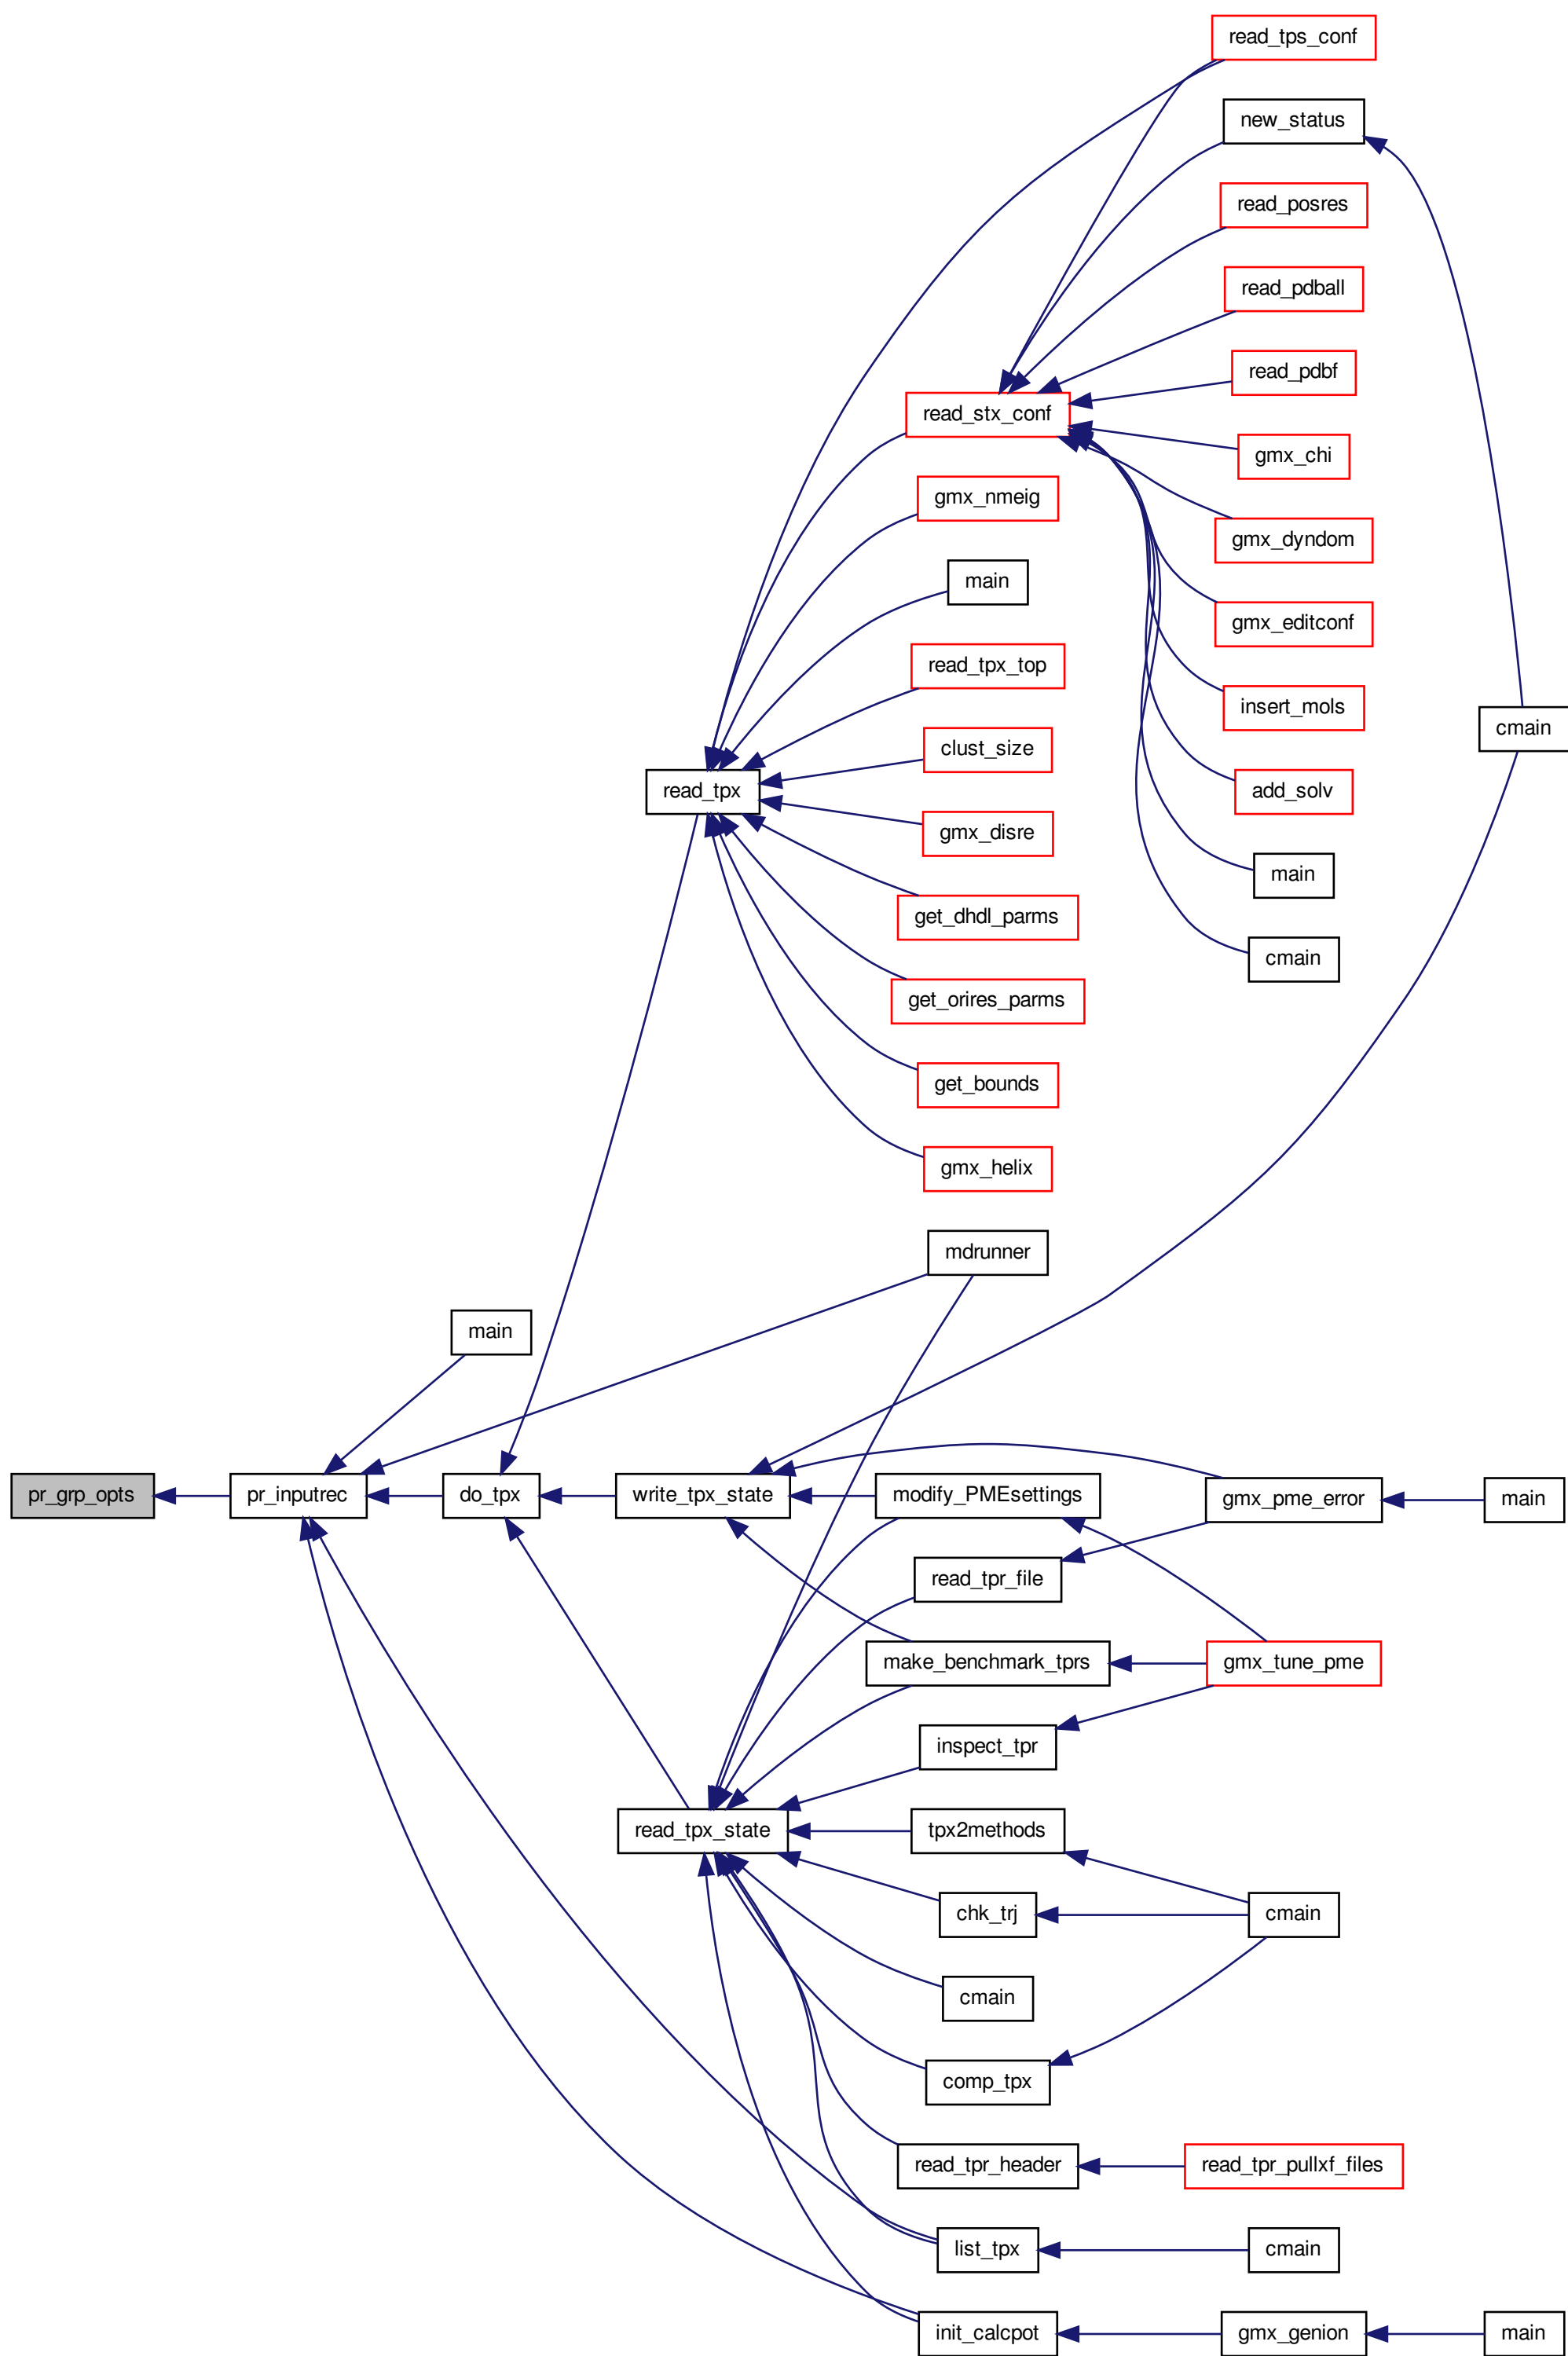 read_tps_conf
new_status
read_posres
read_pdball
read_pdbf
read_stx_conf
gmx_chi
gmx_nmeig
gmx_dyndom
main
gmx_editconf
read_tpx_top
insert_mols
cmain
clust_size
read_tpx
add_solv
gmx_disre
main
get_dhdl_parms
cmain
get_orires_parms
get_bounds
gmx_helix
mdrunner
main
pr_grp_opts
pr_inputrec
do_tpx
write_tpx_state
modify_PMEsettings
gmx_pme_error
main
read_tpr_file
make_benchmark_tprs
gmx_tune_pme
inspect_tpr
read_tpx_state
tpx2methods
chk_trj
cmain
cmain
comp_tpx
read_tpr_header
read_tpr_pullxf_files
list_tpx
cmain
init_calcpot
gmx_genion
main